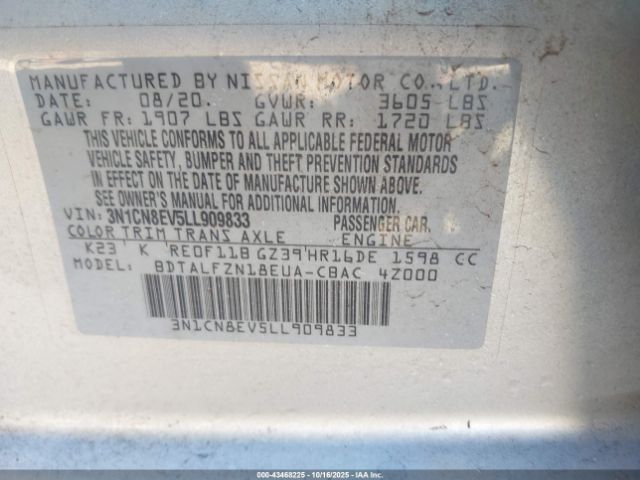 MANUFACTURED BY NISSAN MOTOR CO., LTD.
DATE: 08/20. GVWR: 3605 LBS
GAWR FR: 1907 LBS GAWR RR: 1720 LBS
THIS VEHICLE CONFORMS TO ALL APPLICABLE FEDERAL MOTOR
VEHICLE SAFETY, BUMPER AND THEFT PREVENTION STANDARDS
IN EFFECT ON THE DATE OF MANUFACTURE SHOWN ABOVE.
SEE OWNER'S MANUAL FOR ADDITIONAL INFORMATION.
VIN: 3N1CN8EV5LL909833 PASSENGER CAR.
COLOR TRIM TRANS AXLE ENGINE
K23 K RE0F11B GZ39 HR16DE 1598 CC
MODEL: BDTALFZN18EUA-CBAC 4Z000
3N1CN8EV5LL909833
000-43468225 - 10/16/2025 - IAAI.COM